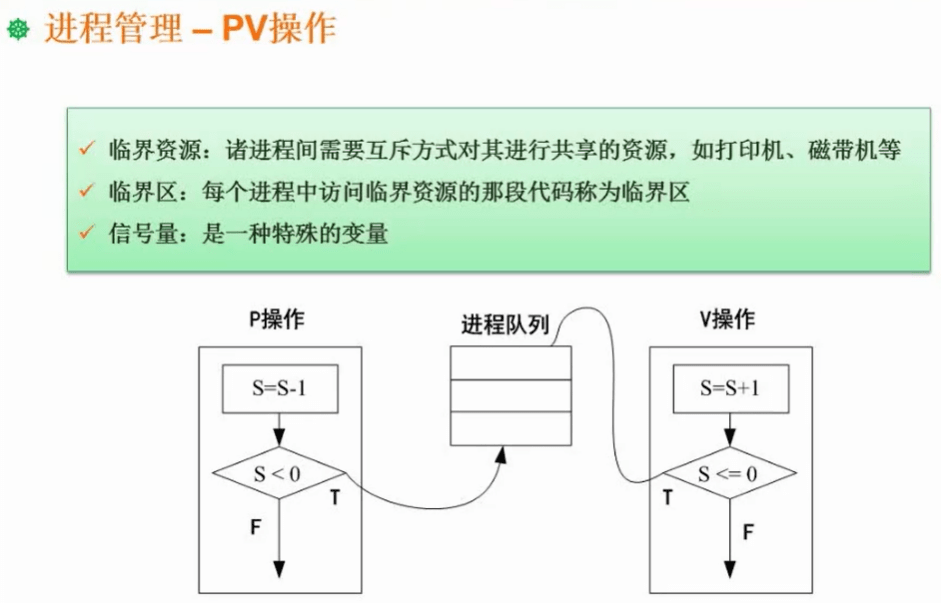 进程管理 – PV操作
临界资源：诸进程间需要互斥方式对其进行共享的资源，如打印机、磁带机等
临界区：每个进程中访问临界资源的那段代码称为临界区
信号量：是一种特殊的变量
P操作
进程队列
V操作
S=S-1
S=S+1
S < 0
S <= 0
T
T
F
F